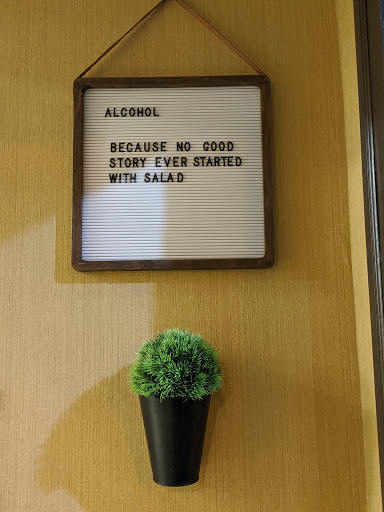 ALCOHOL
BECAUSE NO GOOD
STORY EVER STARTED
WITH SALAD